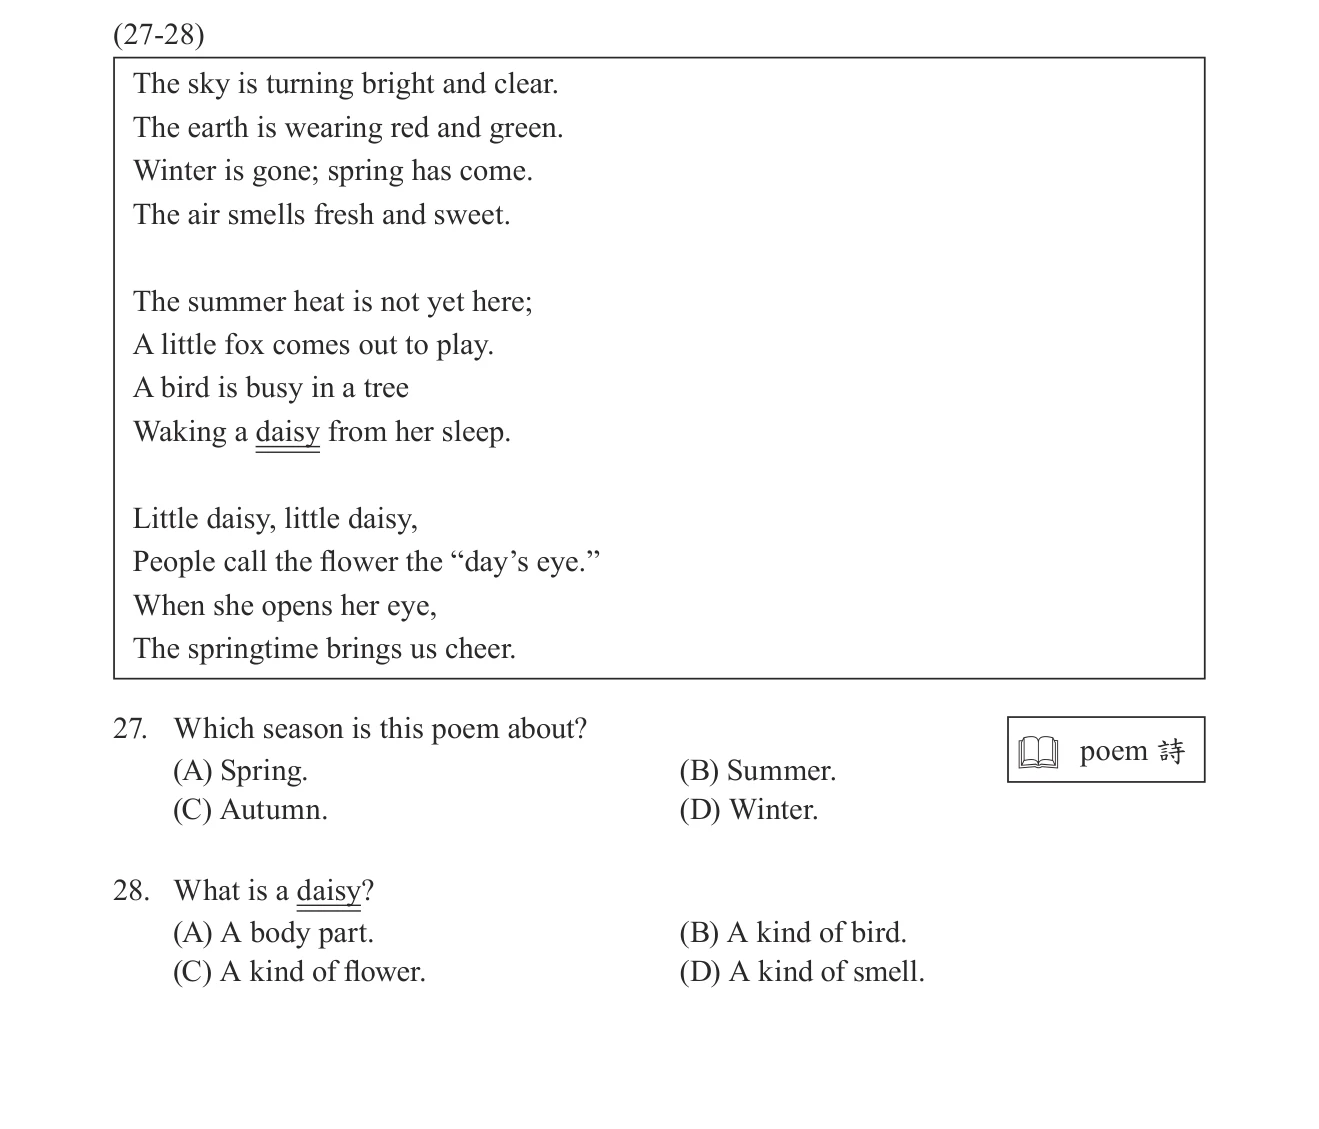 (27-28)
The sky is turning bright and clear.
The earth is wearing red and green.
Winter is gone; spring has come.
The air smells fresh and sweet.
The summer heat is not yet here;
A little fox comes out to play.
A bird is busy in a tree
Waking a daisy from her sleep.
Little daisy, little daisy,
People call the flower the “day’s eye.”
When she opens her eye,
The springtime brings us cheer.
27. Which season is this poem about?
(A) Spring. (B) Summer.
(C) Autumn. (D) Winter.
poem 詩
28. What is a daisy?
(A) A body part. (B) A kind of bird.
(C) A kind of flower. (D) A kind of smell.